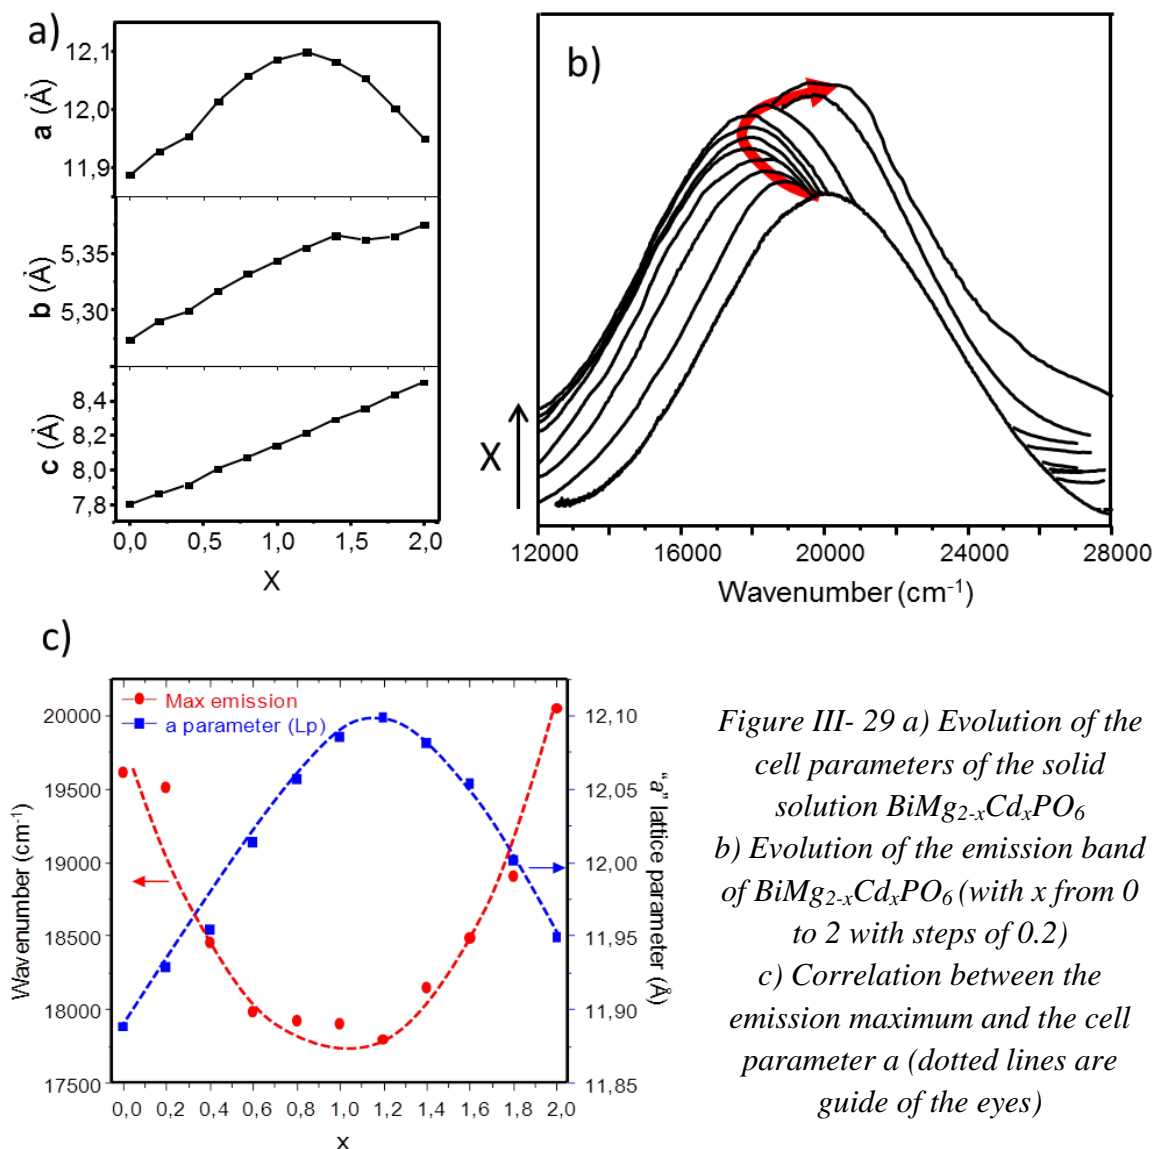 a)
12,1
12,0
11,9
a (Å)
5,35
5,30
b (Å)
8,4
8,2
8,0
7,8
c (Å)
0,0 0,5 1,0 1,5 2,0
X
b)
X
12000 16000 20000 24000 28000
Wavenumber (cm⁻¹)
c)
Max emission
a parameter (Lp)
20000
19500
19000
18500
18000
17500
Wavenumber (cm⁻¹)
12,10
12,05
12,00
11,95
11,90
11,85
"a" lattice parameter (Å)
0,0 0,2 0,4 0,6 0,8 1,0 1,2 1,4 1,6 1,8 2,0
x
Figure III- 29 a) Evolution of the
cell parameters of the solid
solution BiMg₂₋ₓCdₓPO₆
b) Evolution of the emission band
of BiMg₂₋ₓCdₓPO₆ (with x from 0
to 2 with steps of 0.2)
c) Correlation between the
emission maximum and the cell
parameter a (dotted lines are
guide of the eyes)